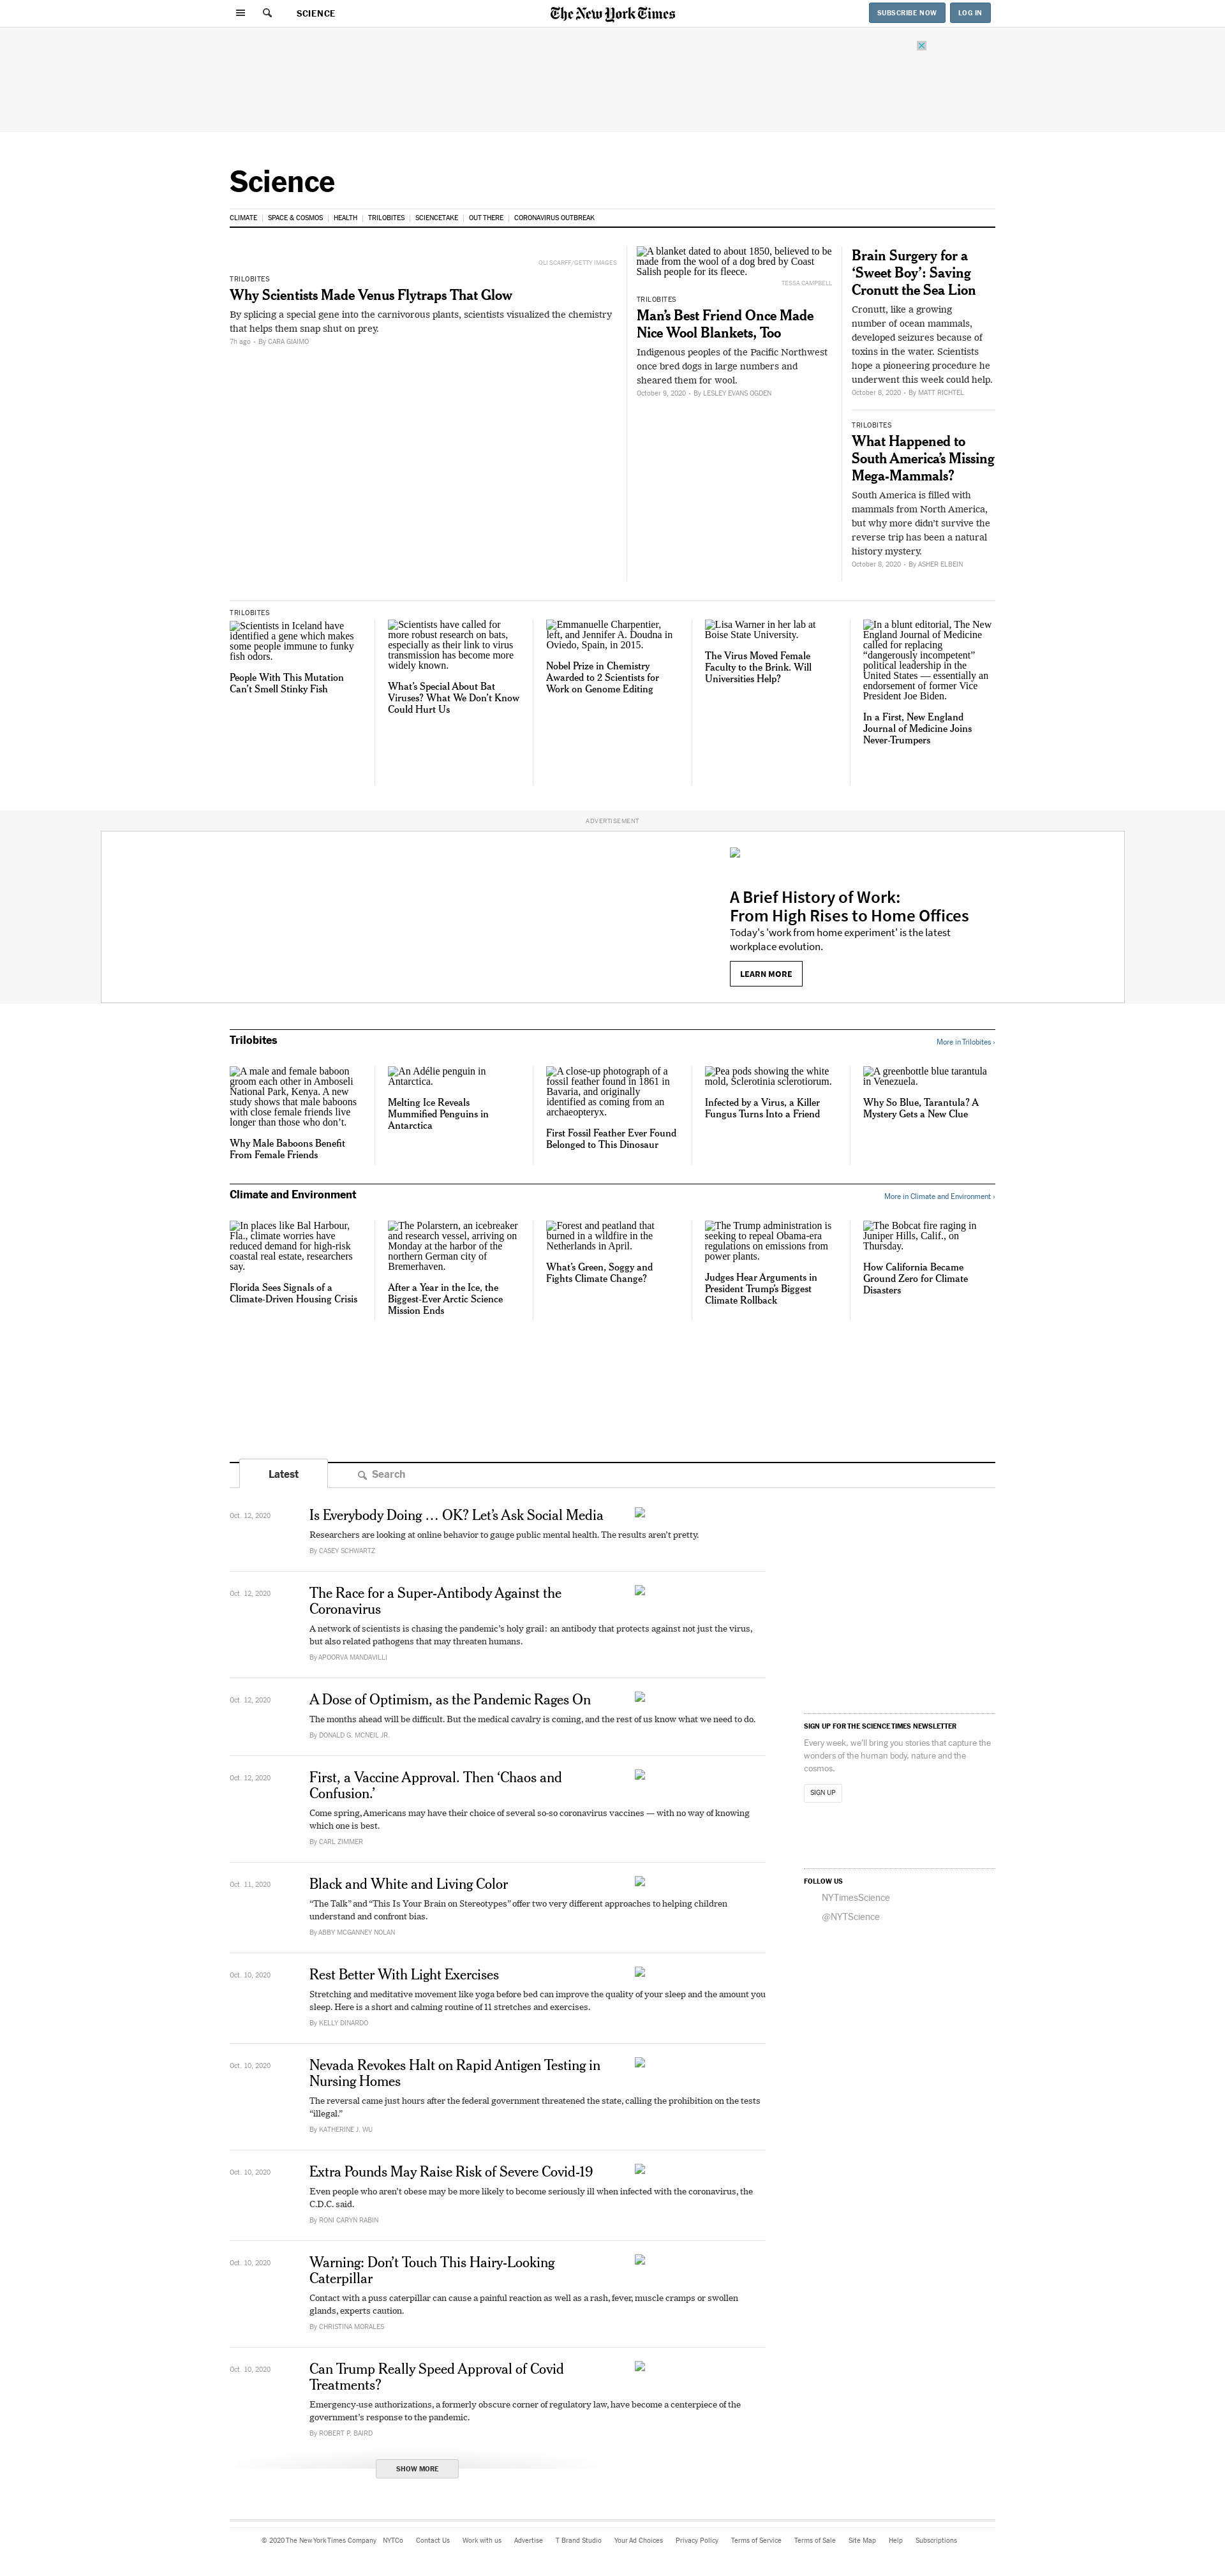 SCIENCE
The New York Times
SUBSCRIBE NOW
LOG IN
Science
CLIMATE | SPACE & COSMOS | HEALTH | TRILOBITES | SCIENCETAKE | OUT THERE | CORONAVIRUS OUTBREAK
OLI SCARFF/GETTY IMAGES
TRILOBITES
Why Scientists Made Venus Flytraps That Glow
By splicing a special gene into the carnivorous plants, scientists visualized the chemistry
that helps them snap shut on prey.
7h ago • By CARA GIAIMO
A blanket dated to about 1850, believed to be
made from the wool of a dog bred by Coast
Salish people for its fleece.
TESSA CAMPBELL
TRILOBITES
Man’s Best Friend Once Made
Nice Wool Blankets, Too
Indigenous peoples of the Pacific Northwest
once bred dogs in large numbers and
sheared them for wool.
October 9, 2020 • By LESLEY EVANS OGDEN
Brain Surgery for a
‘Sweet Boy’: Saving
Cronutt the Sea Lion
Cronutt, like a growing
number of ocean mammals,
developed seizures because of
toxins in the water. Scientists
hope a pioneering procedure he
underwent this week could help.
October 8, 2020 • By MATT RICHTEL
TRILOBITES
What Happened to
South America’s Missing
Mega-Mammals?
South America is filled with
mammals from North America,
but why more didn’t survive the
reverse trip has been a natural
history mystery.
October 8, 2020 • By ASHER ELBEIN
TRILOBITES
Scientists in Iceland have
identified a gene which makes
some people immune to funky
fish odors.
People With This Mutation
Can’t Smell Stinky Fish
Scientists have called for
more robust research on bats,
especially as their link to virus
transmission has become more
widely known.
What’s Special About Bat
Viruses? What We Don’t Know
Could Hurt Us
Emmanuelle Charpentier,
left, and Jennifer A. Doudna in
Oviedo, Spain, in 2015.
Nobel Prize in Chemistry
Awarded to 2 Scientists for
Work on Genome Editing
Lisa Warner in her lab at
Boise State University.
The Virus Moved Female
Faculty to the Brink. Will
Universities Help?
In a blunt editorial, The New
England Journal of Medicine
called for replacing
“dangerously incompetent”
political leadership in the
United States — essentially an
endorsement of former Vice
President Joe Biden.
In a First, New England
Journal of Medicine Joins
Never-Trumpers
ADVERTISEMENT
A Brief History of Work:
From High Rises to Home Offices
Today's 'work from home experiment' is the latest
workplace evolution.
LEARN MORE
Trilobites
More in Trilobites ›
A male and female baboon
groom each other in Amboseli
National Park, Kenya. A new
study shows that male baboons
with close female friends live
longer than those who don’t.
Why Male Baboons Benefit
From Female Friends
An Adélie penguin in
Antarctica.
Melting Ice Reveals
Mummified Penguins in
Antarctica
A close-up photograph of a
fossil feather found in 1861 in
Bavaria, and originally
identified as coming from an
archaeopteryx.
First Fossil Feather Ever Found
Belonged to This Dinosaur
Pea pods showing the white
mold, Sclerotinia sclerotiorum.
Infected by a Virus, a Killer
Fungus Turns Into a Friend
A greenbottle blue tarantula
in Venezuela.
Why So Blue, Tarantula? A
Mystery Gets a New Clue
Climate and Environment
More in Climate and Environment ›
In places like Bal Harbour,
Fla., climate worries have
reduced demand for high-risk
coastal real estate, researchers
say.
Florida Sees Signals of a
Climate-Driven Housing Crisis
The Polarstern, an icebreaker
and research vessel, arriving on
Monday at the harbor of the
northern German city of
Bremerhaven.
After a Year in the Ice, the
Biggest-Ever Arctic Science
Mission Ends
Forest and peatland that
burned in a wildfire in the
Netherlands in April.
What’s Green, Soggy and
Fights Climate Change?
The Trump administration is
seeking to repeal Obama-era
regulations on emissions from
power plants.
Judges Hear Arguments in
President Trump’s Biggest
Climate Rollback
The Bobcat fire raging in
Juniper Hills, Calif., on
Thursday.
How California Became
Ground Zero for Climate
Disasters
Latest
Search
Oct. 12, 2020
Is Everybody Doing … OK? Let’s Ask Social Media
Researchers are looking at online behavior to gauge public mental health. The results aren’t pretty.
By CASEY SCHWARTZ
Oct. 12, 2020
The Race for a Super-Antibody Against the
Coronavirus
A network of scientists is chasing the pandemic’s holy grail: an antibody that protects against not just the virus,
but also related pathogens that may threaten humans.
By APOORVA MANDAVILLI
Oct. 12, 2020
A Dose of Optimism, as the Pandemic Rages On
The months ahead will be difficult. But the medical cavalry is coming, and the rest of us know what we need to do.
By DONALD G. MCNEIL JR.
Oct. 12, 2020
First, a Vaccine Approval. Then ‘Chaos and
Confusion.’
Come spring, Americans may have their choice of several so-so coronavirus vaccines — with no way of knowing
which one is best.
By CARL ZIMMER
Oct. 11, 2020
Black and White and Living Color
“The Talk” and “This Is Your Brain on Stereotypes” offer two very different approaches to helping children
understand and confront bias.
By ABBY MCGANNEY NOLAN
Oct. 10, 2020
Rest Better With Light Exercises
Stretching and meditative movement like yoga before bed can improve the quality of your sleep and the amount you
sleep. Here is a short and calming routine of 11 stretches and exercises.
By KELLY DINARDO
Oct. 10, 2020
Nevada Revokes Halt on Rapid Antigen Testing in
Nursing Homes
The reversal came just hours after the federal government threatened the state, calling the prohibition on the tests
“illegal.”
By KATHERINE J. WU
Oct. 10, 2020
Extra Pounds May Raise Risk of Severe Covid-19
Even people who aren’t obese may be more likely to become seriously ill when infected with the coronavirus, the
C.D.C. said.
By RONI CARYN RABIN
Oct. 10, 2020
Warning: Don’t Touch This Hairy-Looking
Caterpillar
Contact with a puss caterpillar can cause a painful reaction as well as a rash, fever, muscle cramps or swollen
glands, experts caution.
By CHRISTINA MORALES
Oct. 10, 2020
Can Trump Really Speed Approval of Covid
Treatments?
Emergency-use authorizations, a formerly obscure corner of regulatory law, have become a centerpiece of the
government’s response to the pandemic.
By ROBERT P. BAIRD
SHOW MORE
SIGN UP FOR THE SCIENCE TIMES NEWSLETTER
Every week, we'll bring you stories that capture the
wonders of the human body, nature and the
cosmos.
SIGN UP
FOLLOW US
NYTimesScience
@NYTScience
© 2020 The New York Times Company NYTCo Contact Us Work with us Advertise T Brand Studio Your Ad Choices Privacy Policy Terms of Service Terms of Sale Site Map Help Subscriptions